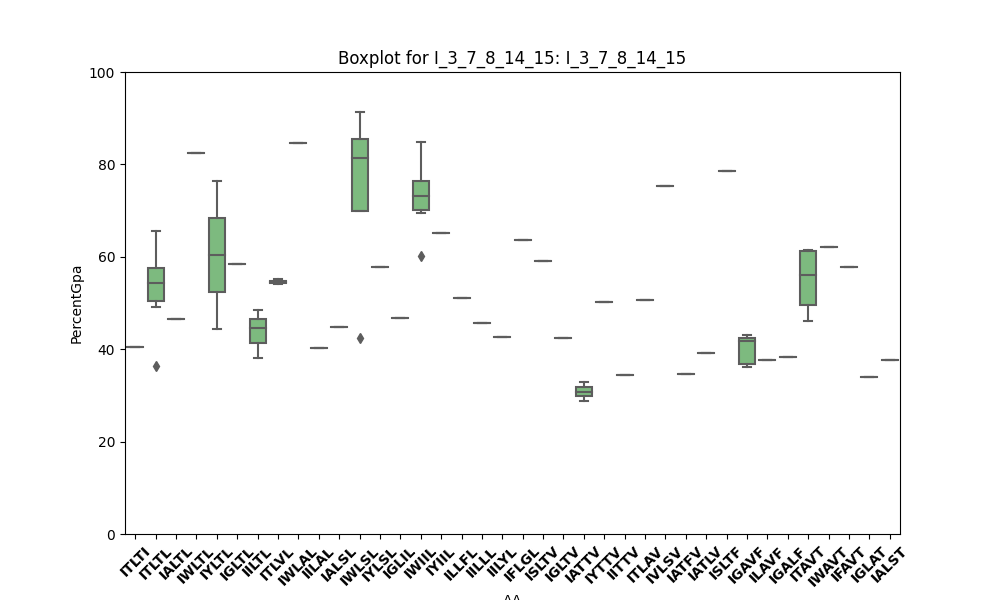 Boxplot for I_3_7_8_14_15: I_3_7_8_14_15
100
80
60
40
20
0
PercentGpa
ITLTI
ITLTL
IALTL
IWLTL
IYLTL
IGLTL
IILTL
ITLVL
IWLAL
IILAL
IALSL
IWLSL
IYLSL
IGLIL
IWIIL
IYIIL
ILLFL
IILLL
IILYL
IFLGL
ISLTV
IGLTV
IATTV
IYTTV
IITTV
ITLAV
IVLSV
IATFV
IATLV
ISLTF
IGAVF
ILAVF
IGALF
ITAVT
IWAVT
IFAVT
IGLAT
IALST
AA